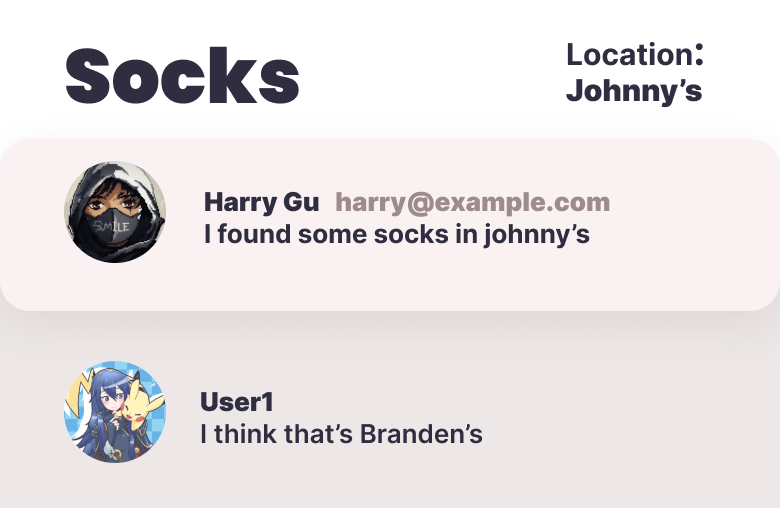 Socks
Location:
Johnny’s
SMILE
Harry Gu harry@example.com
I found some socks in johnny’s
User1
I think that’s Branden’s